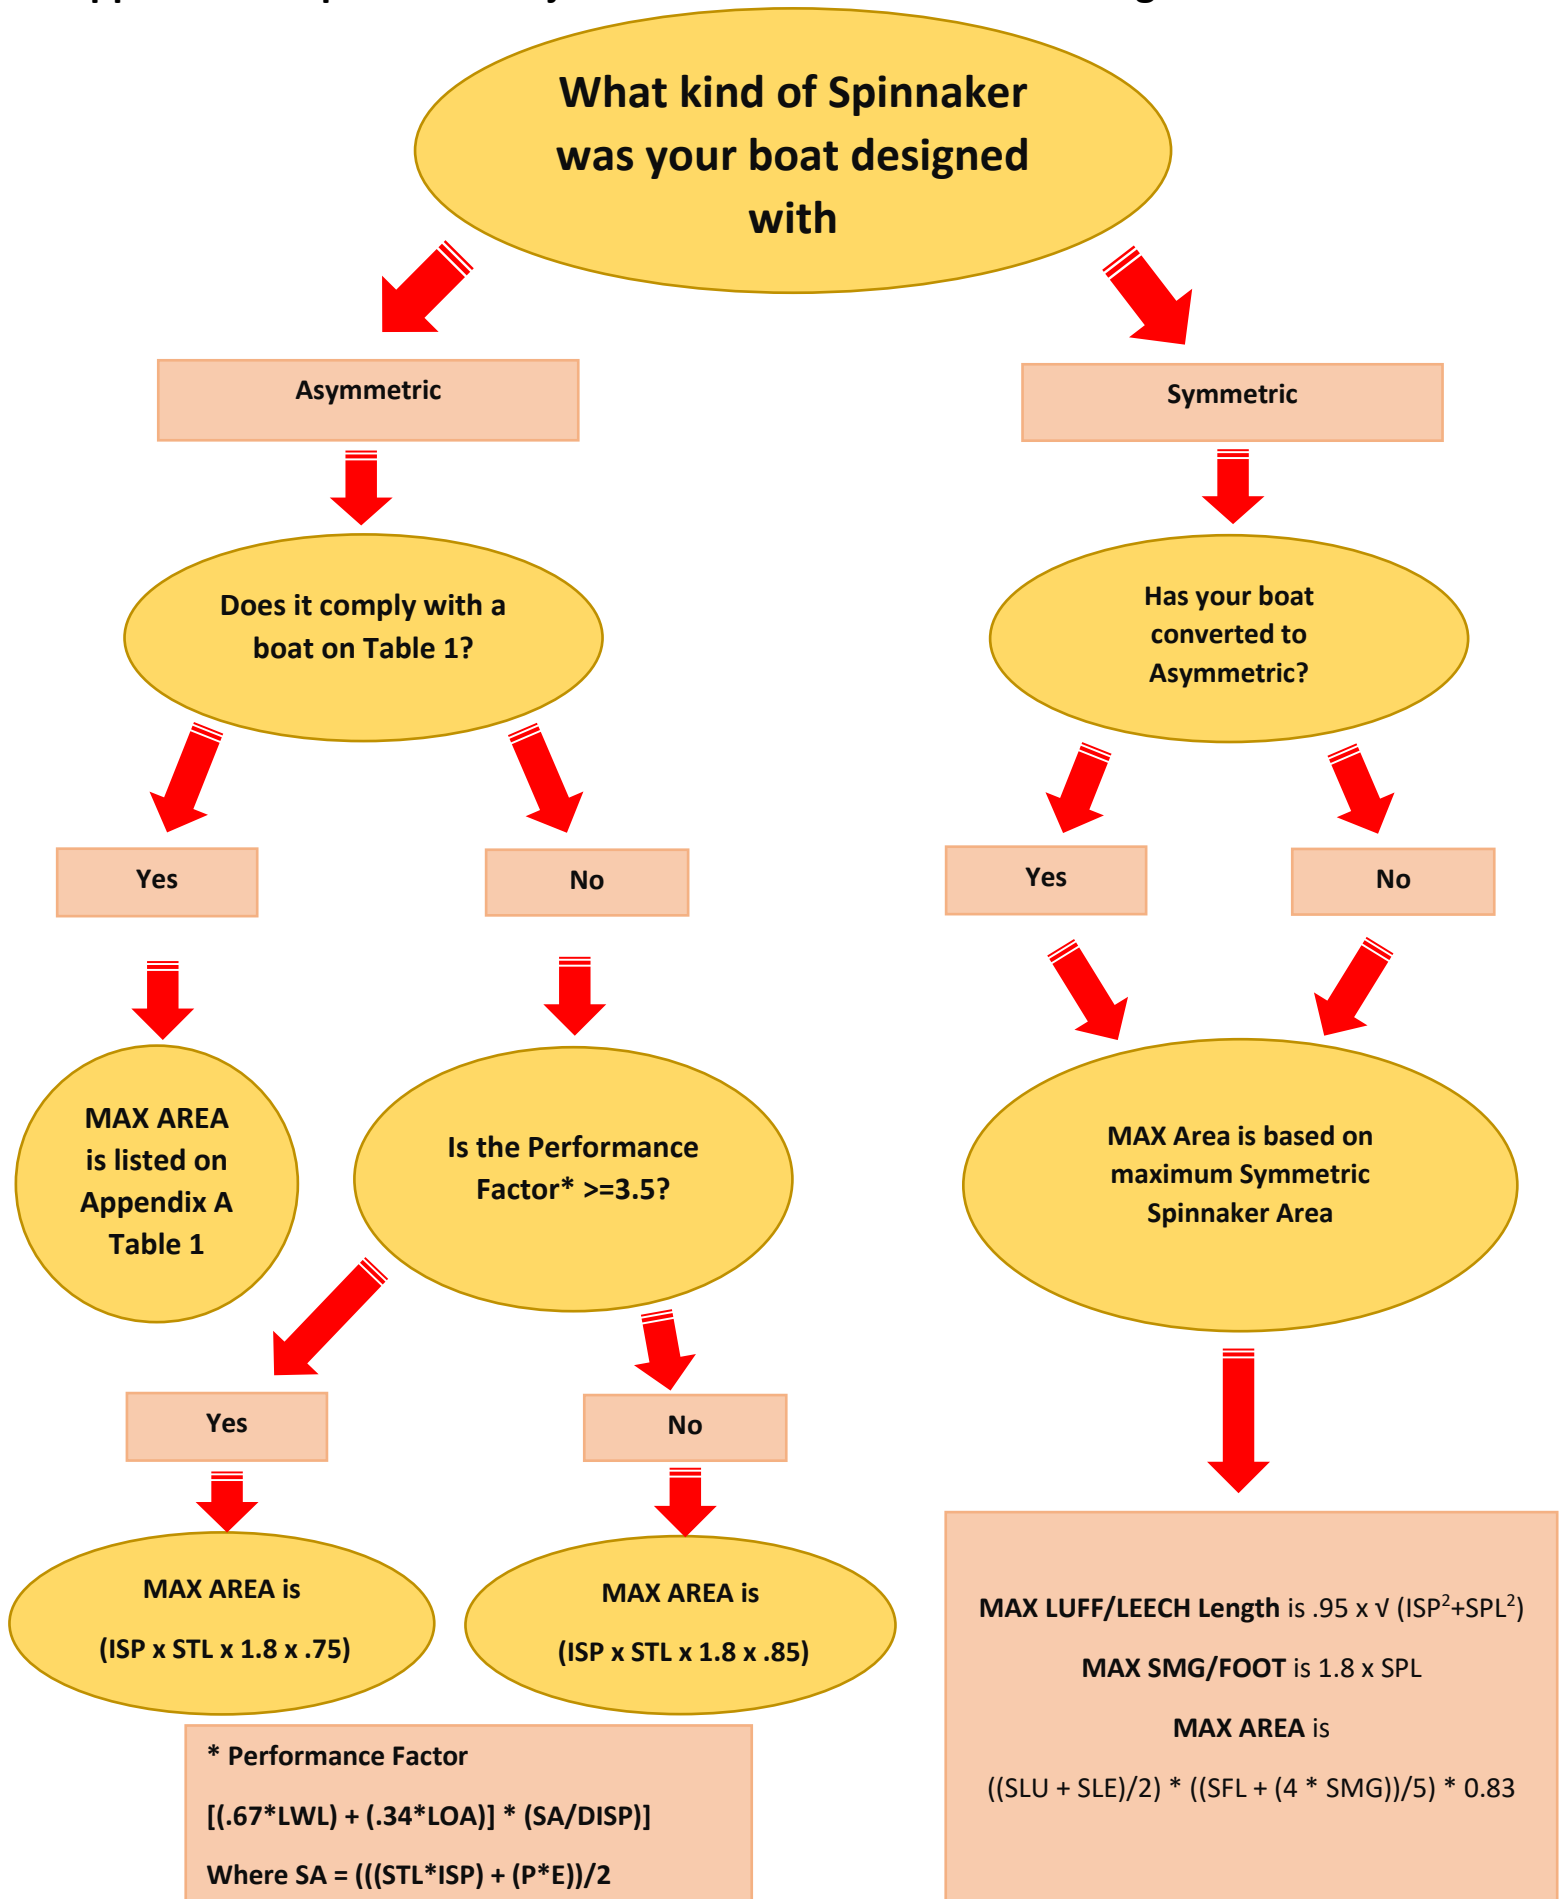 What kind of Spinnaker
was your boat designed
with
Asymmetric
Symmetric
Does it comply with a
boat on Table 1?
Has your boat
converted to
Asymmetric?
Yes
No
Yes
No
MAX AREA
is listed on
Appendix A
Table 1
Is the Performance
Factor* >=3.5?
MAX Area is based on
maximum Symmetric
Spinnaker Area
Yes
No
MAX AREA is
(ISP x STL x 1.8 x .75)
MAX AREA is
(ISP x STL x 1.8 x .85)
MAX LUFF/LEECH Length is .95 x √ (ISP²+SPL²)
MAX SMG/FOOT is 1.8 x SPL
MAX AREA is
((SLU + SLE)/2) * ((SFL + (4 * SMG))/5) * 0.83
* Performance Factor
[(.67*LWL) + (.34*LOA)] * (SA/DISP)]
Where SA = (((STL*ISP) + (P*E))/2